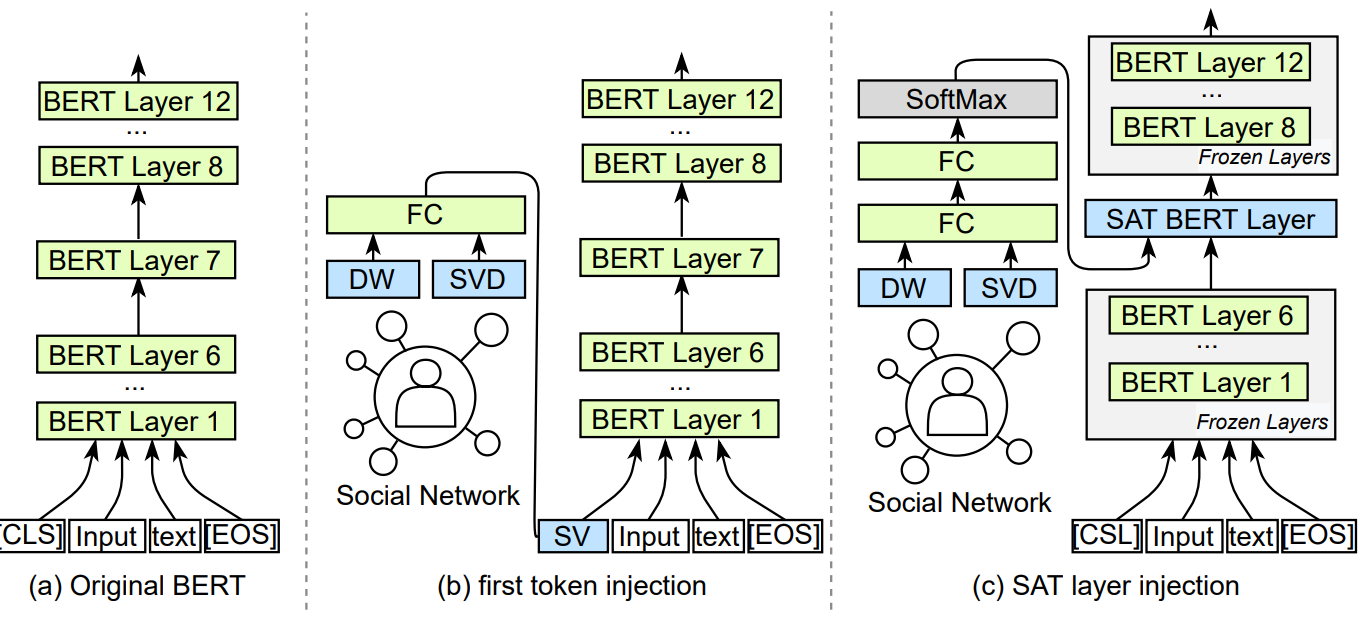 BERT Layer 12
...
BERT Layer 8
BERT Layer 7
BERT Layer 6
...
BERT Layer 1
[CLS] Input text [EOS]
(a) Original BERT
BERT Layer 12
...
BERT Layer 8
FC
BERT Layer 7
DW SVD
BERT Layer 6
...
BERT Layer 1
Social Network
SV Input text [EOS]
(b) first token injection
BERT Layer 12
SoftMax
...
BERT Layer 8
FC
Frozen Layers
FC
SAT BERT Layer
DW SVD
BERT Layer 6
...
BERT Layer 1
Frozen Layers
Social Network
[CSL] Input text [EOS]
(c) SAT layer injection